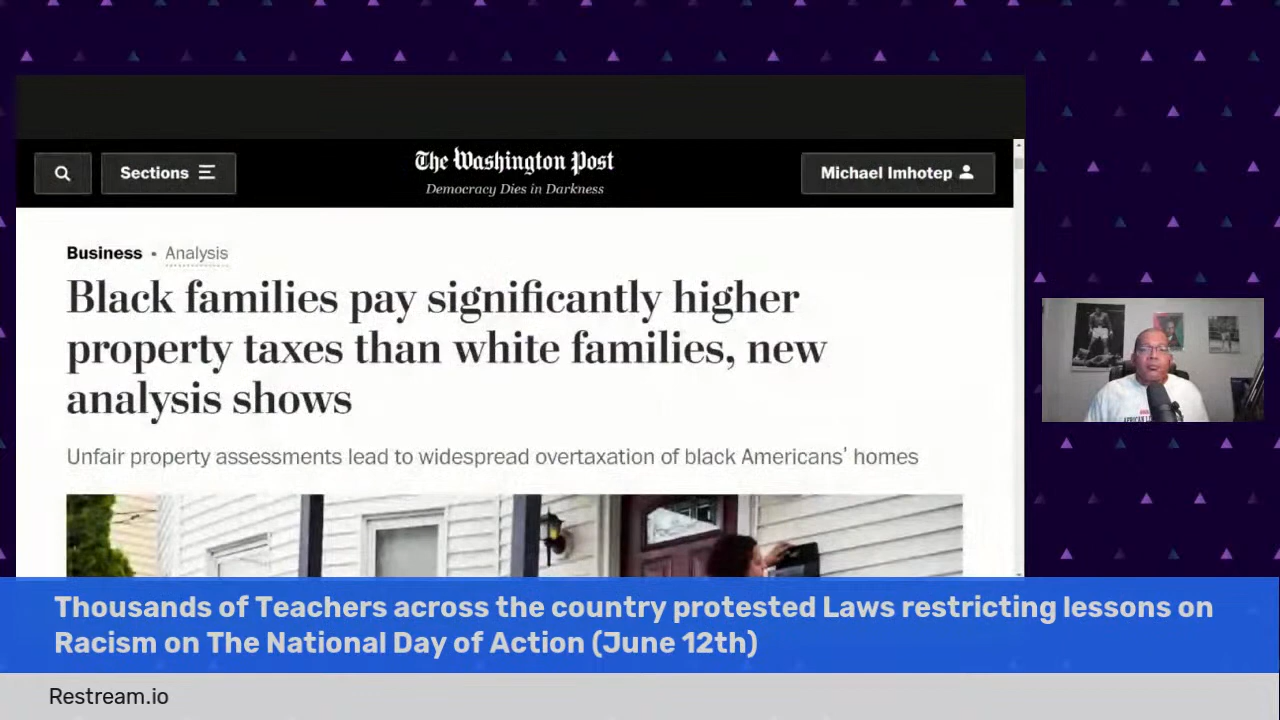 Sections
The Washington Post
Democracy Dies in Darkness
Michael Imhotep
Business • Analysis
Black families pay significantly higher
property taxes than white families, new
analysis shows
Unfair property assessments lead to widespread overtaxation of black Americans' homes
Thousands of Teachers across the country protested Laws restricting lessons on
Racism on The National Day of Action (June 12th)
Restream.io